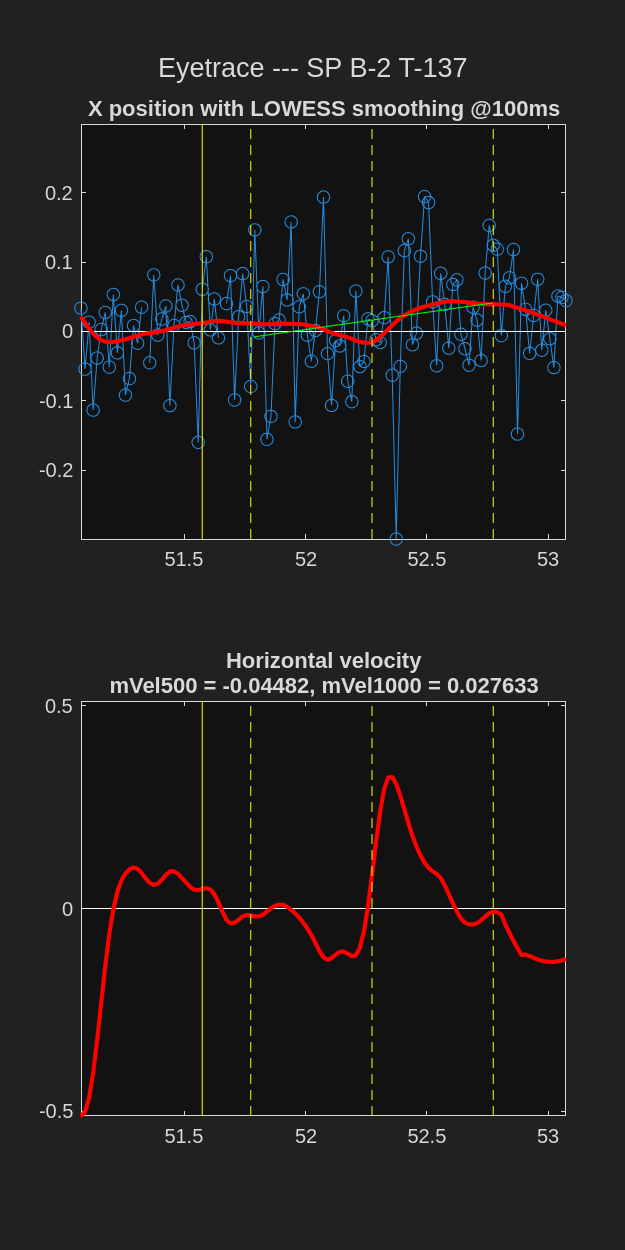 Eyetrace --- SP B-2 T-137
X position with LOWESS smoothing @100ms
0.2
0.1
0
-0.1
-0.2
51.5 52 52.5 53
Horizontal velocity
mVel500 = -0.04482, mVel1000 = 0.027633
0.5
0
-0.5
51.5 52 52.5 53